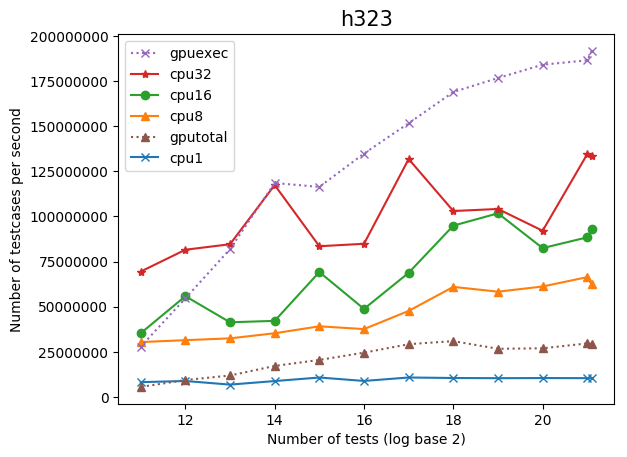 h323
200000000
175000000
150000000
125000000
100000000
75000000
50000000
25000000
0
Number of testcases per second
gpuexec
cpu32
cpu16
cpu8
gputotal
cpu1
12 14 16 18 20
Number of tests (log base 2)